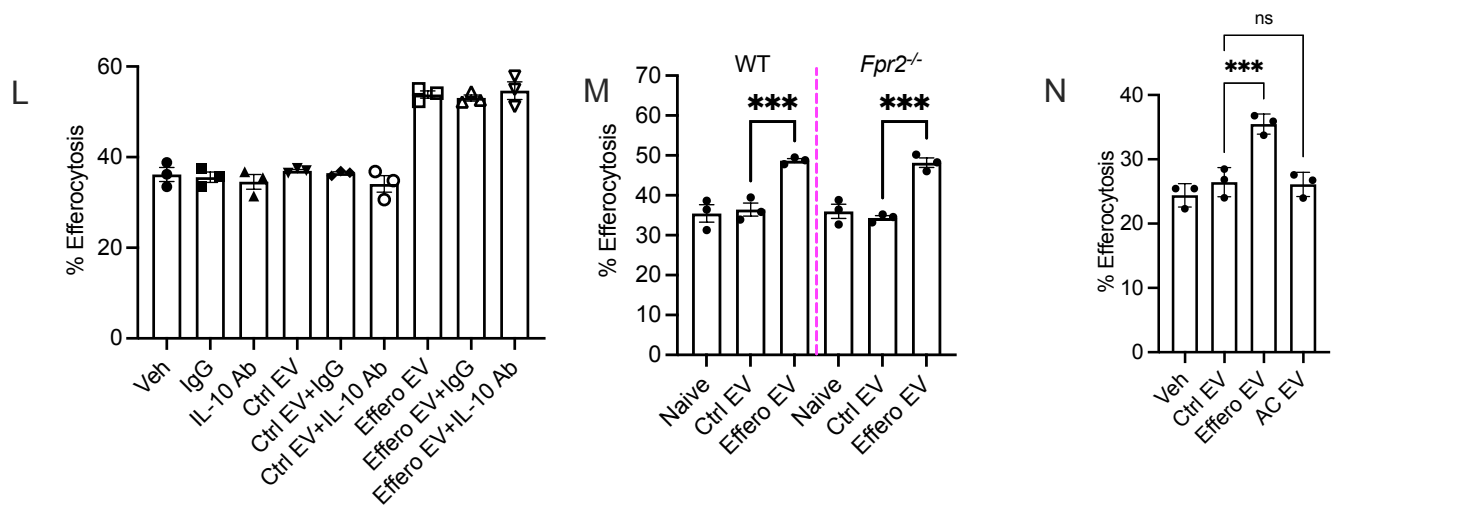 L
% Efferocytosis
60
40
20
0
Veh
IgG
IL-10 Ab
Ctrl EV
Ctrl EV+IgG
Ctrl EV+IL-10 Ab
Effero EV
Effero EV+IgG
Effero EV+IL-10 Ab
M
% Efferocytosis
WT
Fpr2-/-
***
***
70
60
50
40
30
20
10
0
Naive
Ctrl EV
Effero EV
Naive
Ctrl EV
Effero EV
N
% Efferocytosis
ns
***
40
30
20
10
0
Veh
Ctrl EV
Effero EV
AC EV